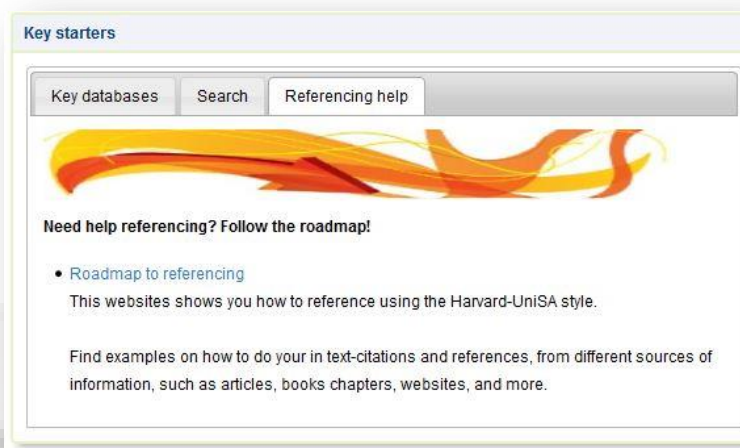 Key starters
Key databases Search Referencing help
Need help referencing? Follow the roadmap!
• Roadmap to referencing
This websites shows you how to reference using the Harvard-UniSA style.
Find examples on how to do your in text-citations and references, from different sources of
information, such as articles, books chapters, websites, and more.